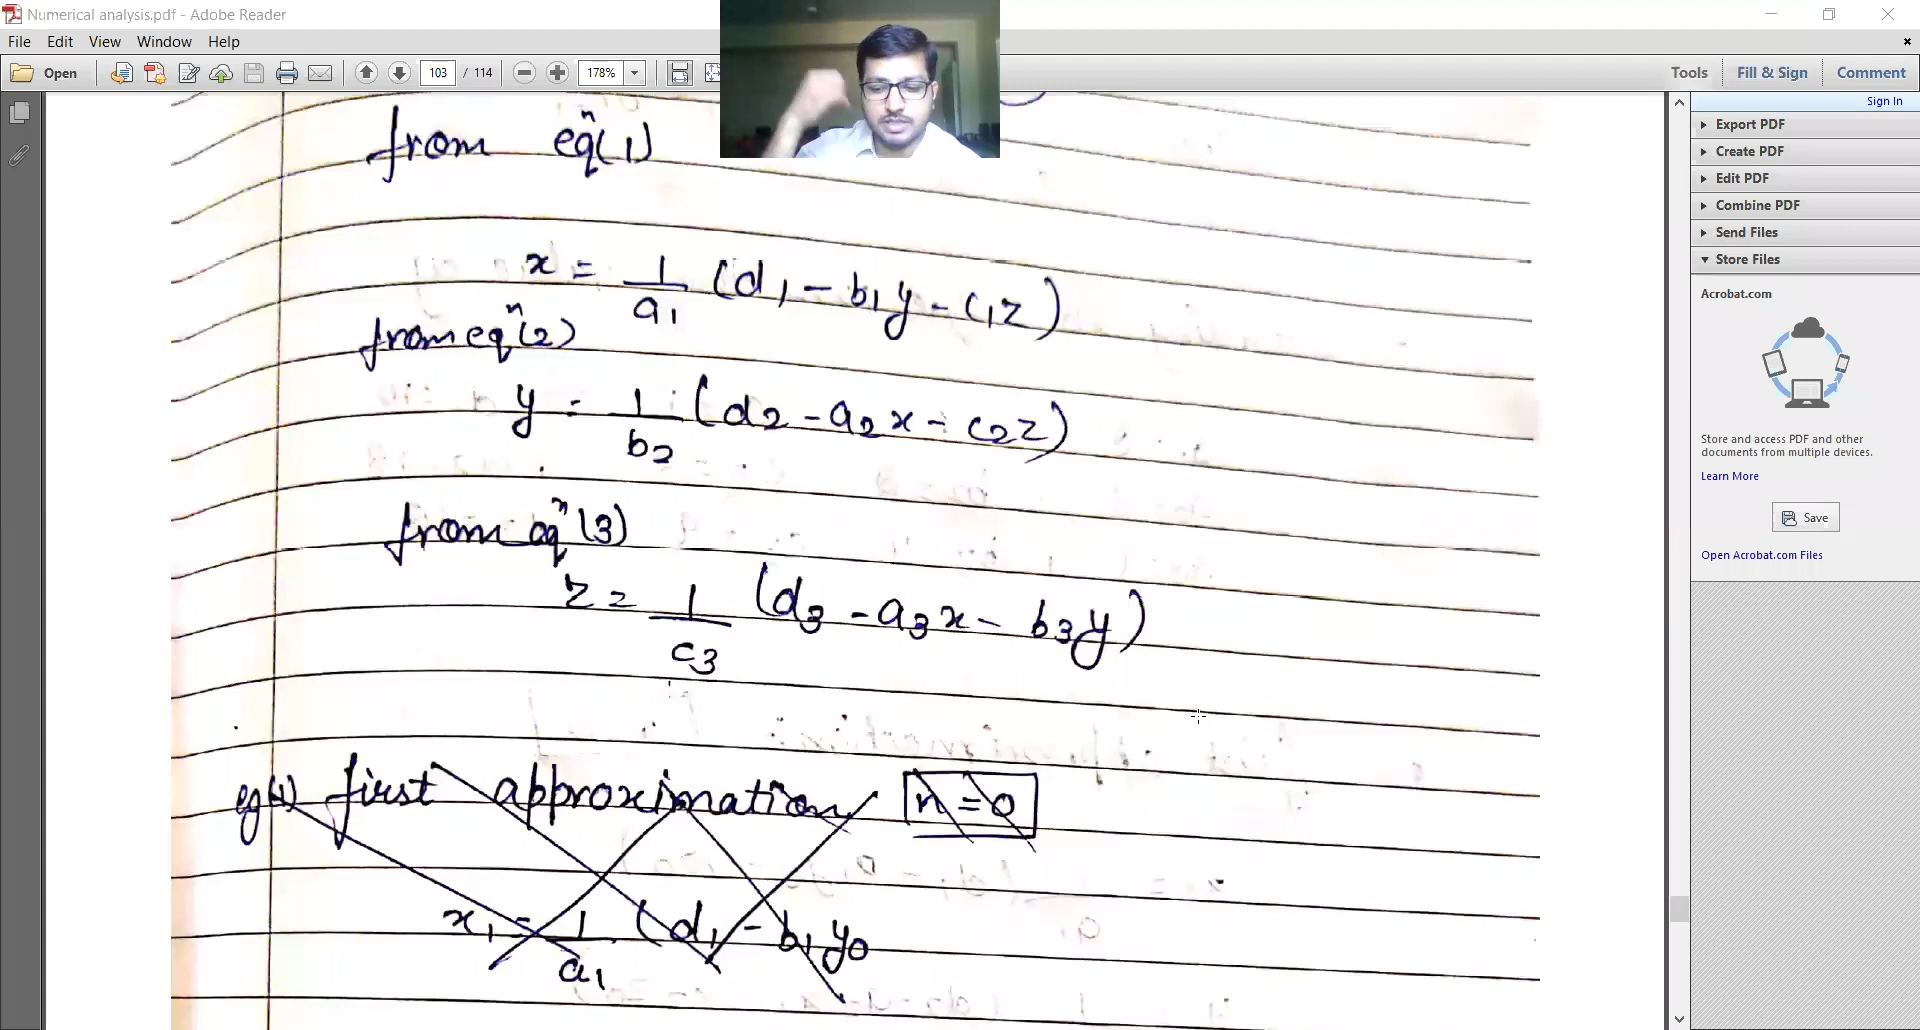 Numerical analysis.pdf - Adobe Reader
File Edit View Window Help
Open 103 / 114 178% Tools Fill & Sign Comment
Sign In
Export PDF
Create PDF
Edit PDF
Combine PDF
Send Files
Store Files
Acrobat.com
Store and access PDF and other
documents from multiple devices.
Learn More
Save
Open Acrobat.com Files
from eqⁿ(1)
x = 1/a₁ (d₁ - b₁y - c₁z)
from eqⁿ(2)
y = 1/b₂ (d₂ - a₂x - c₂z)
from eqⁿ(3)
z = 1/c₃ (d₃ - a₃x - b₃y)
first approximation n = 0
x₁ = 1/a₁ (d₁ - b₁y₀